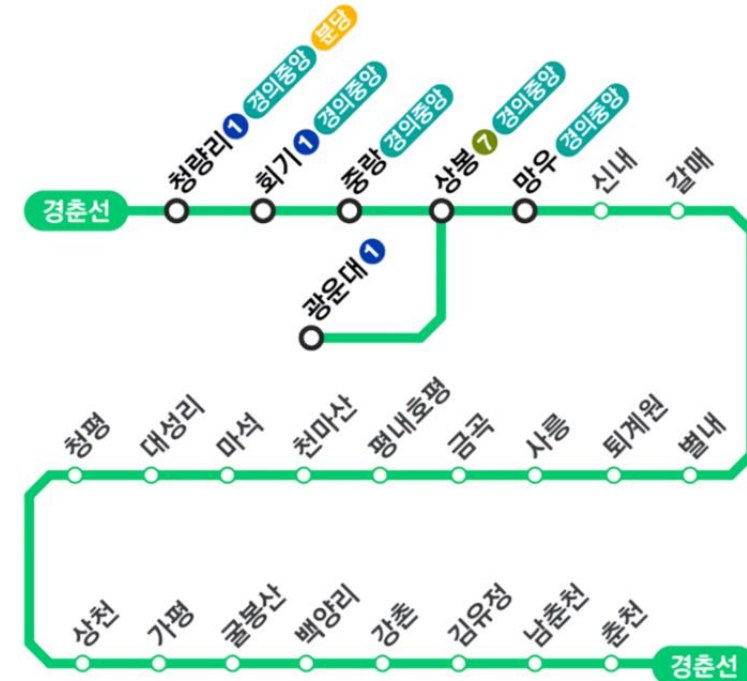 경춘선
청량리 1 경의중앙 분당
회기 1 경의중앙
중랑 경의중앙
상봉 7 경의중앙
망우 경의중앙
신내
갈매
광운대 1
청평
대성리
마석
천마산
평내호평
금곡
사릉
퇴계원
별내
상천
가평
굴봉산
백양리
강촌
김유정
남춘천
춘천
경춘선